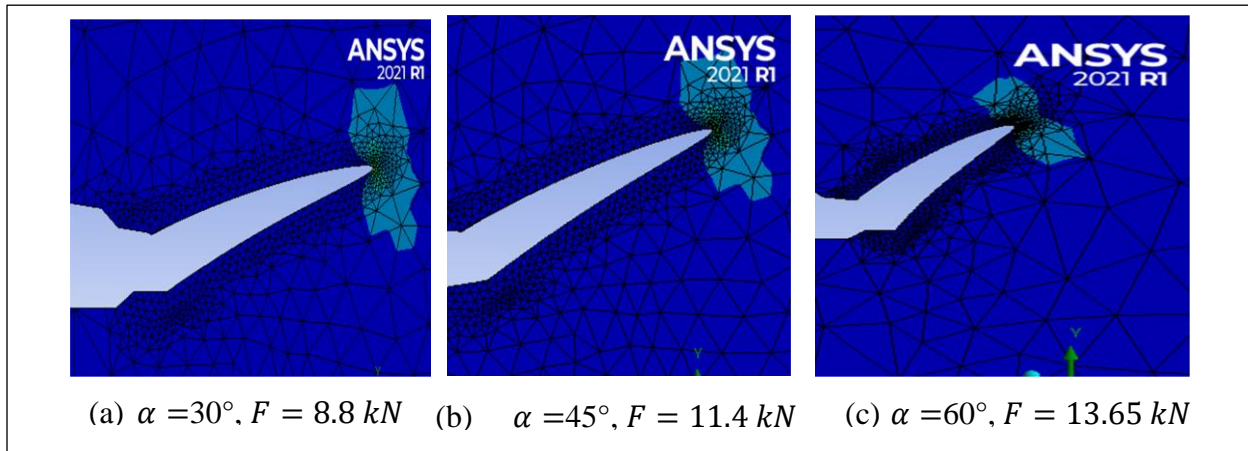 ANSYS
2021 R1
ANSYS
2021 R1
ANSYS
2021 R1
Y
Y
Y
(a) α =30°, F = 8.8 kN
(b) α =45°, F = 11.4 kN
(c) α =60°, F = 13.65 kN